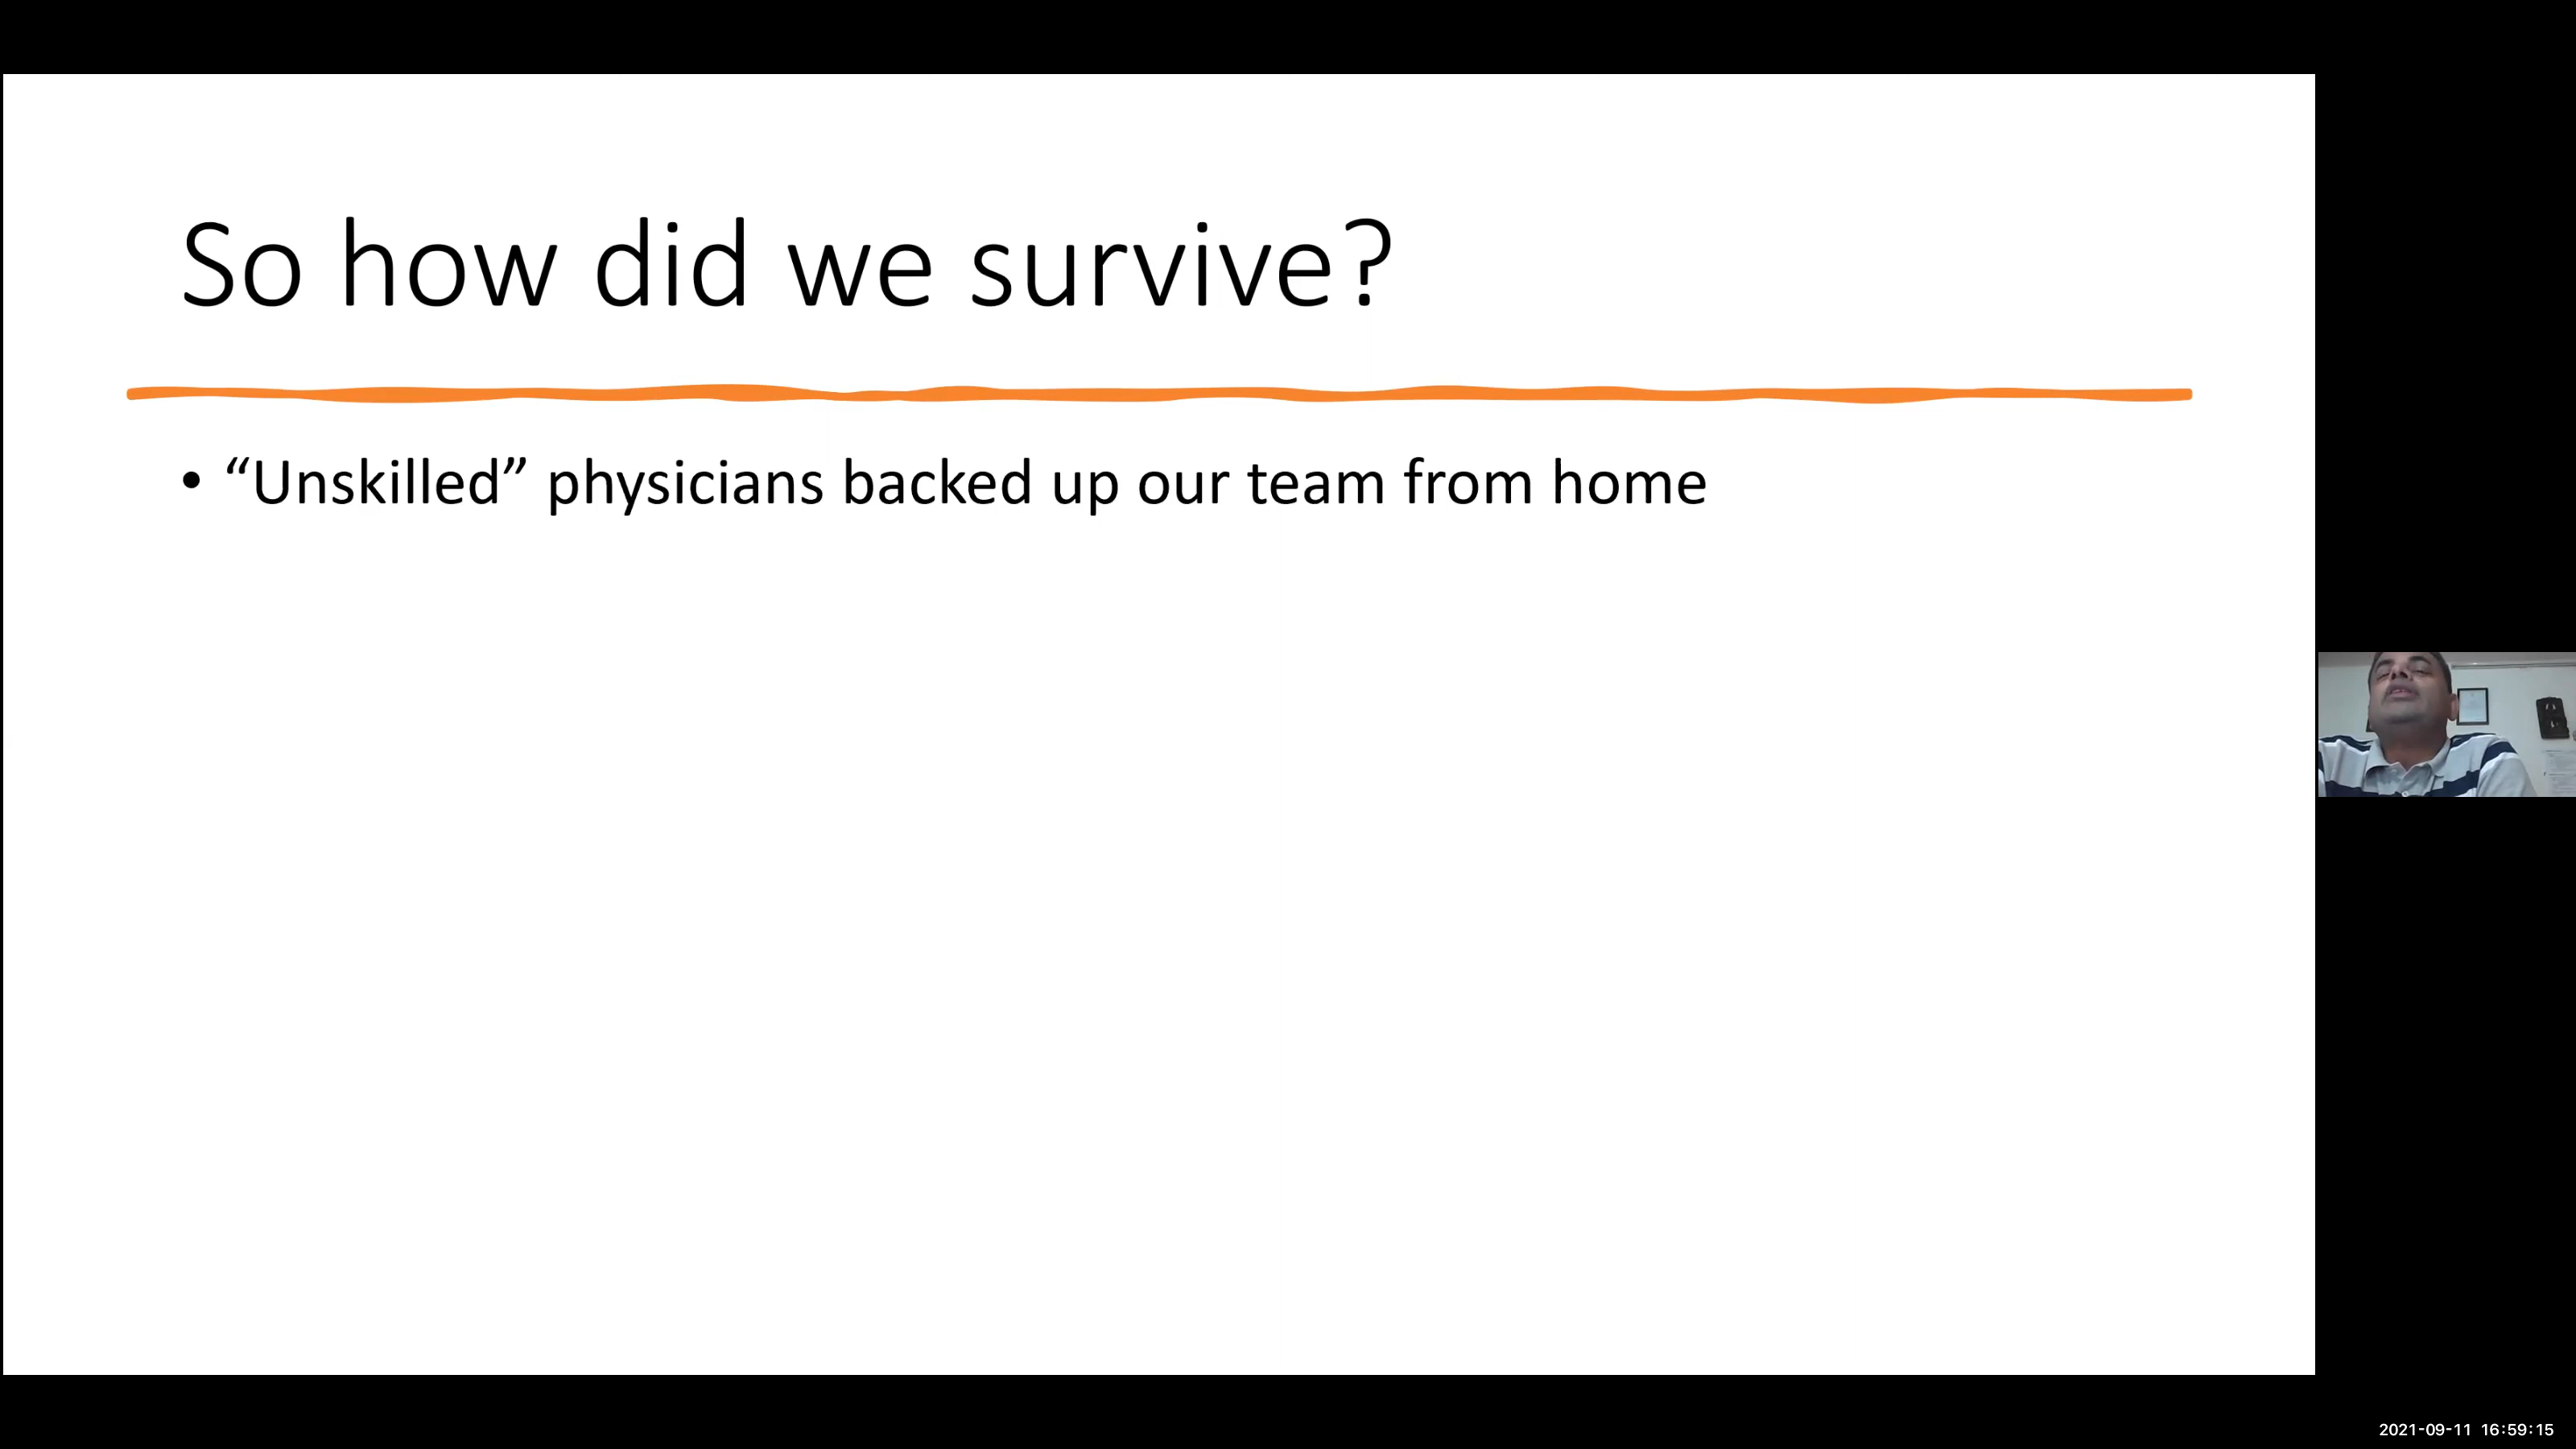 So how did we survive?
• “Unskilled” physicians backed up our team from home
2021-09-11 16:59:15